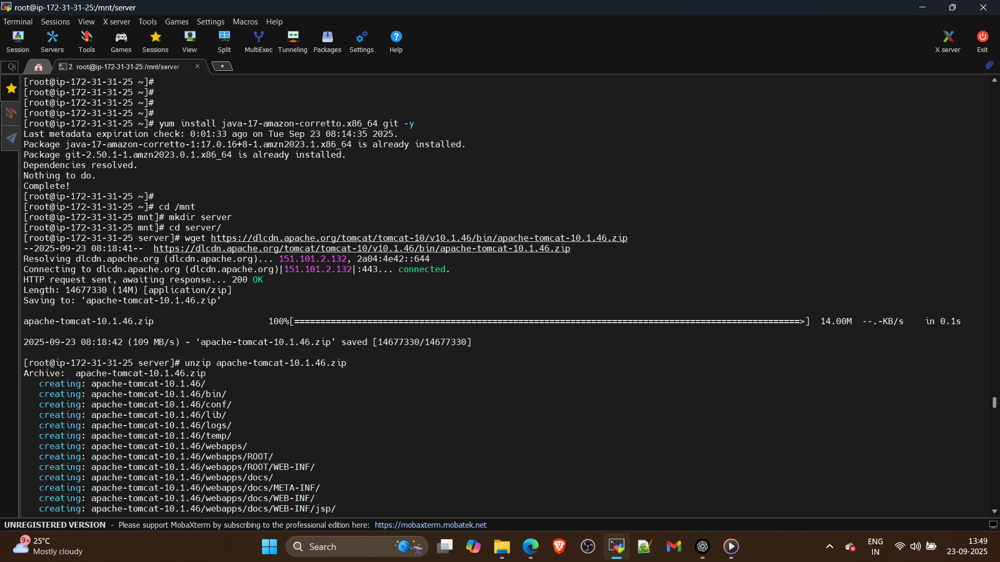 root@ip-172-31-31-25:/mnt/server
Terminal Sessions View X server Tools Games Settings Macros Help
Session Servers Tools Games Sessions View Split MultiExec Tunneling Packages Settings Help X server Exit
2. root@ip-172-31-31-25:/mnt/server
[root@ip-172-31-31-25 ~]#
[root@ip-172-31-31-25 ~]#
[root@ip-172-31-31-25 ~]#
[root@ip-172-31-31-25 ~]#
[root@ip-172-31-31-25 ~]# yum install java-17-amazon-corretto.x86_64 git -y
Last metadata expiration check: 0:01:33 ago on Tue Sep 23 08:14:35 2025.
Package java-17-amazon-corretto-1:17.0.16+8-1.amzn2023.1.x86_64 is already installed.
Package git-2.50.1-1.amzn2023.0.1.x86_64 is already installed.
Dependencies resolved.
Nothing to do.
Complete!
[root@ip-172-31-31-25 ~]#
[root@ip-172-31-31-25 ~]# cd /mnt
[root@ip-172-31-31-25 mnt]# mkdir server
[root@ip-172-31-31-25 mnt]# cd server/
[root@ip-172-31-31-25 server]# wget https://dlcdn.apache.org/tomcat/tomcat-10/v10.1.46/bin/apache-tomcat-10.1.46.zip
--2025-09-23 08:18:41--  https://dlcdn.apache.org/tomcat/tomcat-10/v10.1.46/bin/apache-tomcat-10.1.46.zip
Resolving dlcdn.apache.org (dlcdn.apache.org)... 151.101.2.132, 2a04:4e42::644
Connecting to dlcdn.apache.org (dlcdn.apache.org)|151.101.2.132|:443... connected.
HTTP request sent, awaiting response... 200 OK
Length: 14677330 (14M) [application/zip]
Saving to: ‘apache-tomcat-10.1.46.zip’
apache-tomcat-10.1.46.zip 100%[=================================================================================================>] 14.00M --.-KB/s in 0.1s
2025-09-23 08:18:42 (109 MB/s) - ‘apache-tomcat-10.1.46.zip’ saved [14677330/14677330]
[root@ip-172-31-31-25 server]# unzip apache-tomcat-10.1.46.zip
Archive:  apache-tomcat-10.1.46.zip
creating: apache-tomcat-10.1.46/
creating: apache-tomcat-10.1.46/bin/
creating: apache-tomcat-10.1.46/conf/
creating: apache-tomcat-10.1.46/lib/
creating: apache-tomcat-10.1.46/logs/
creating: apache-tomcat-10.1.46/temp/
creating: apache-tomcat-10.1.46/webapps/
creating: apache-tomcat-10.1.46/webapps/ROOT/
creating: apache-tomcat-10.1.46/webapps/ROOT/WEB-INF/
creating: apache-tomcat-10.1.46/webapps/docs/
creating: apache-tomcat-10.1.46/webapps/docs/META-INF/
creating: apache-tomcat-10.1.46/webapps/docs/WEB-INF/
creating: apache-tomcat-10.1.46/webapps/docs/WEB-INF/jsp/
UNREGISTERED VERSION - Please support MobaXterm by subscribing to the professional edition here: https://mobaxterm.mobatek.net
9+ 25°C
Mostly cloudy
Search
ENG
IN
13:49
23-09-2025